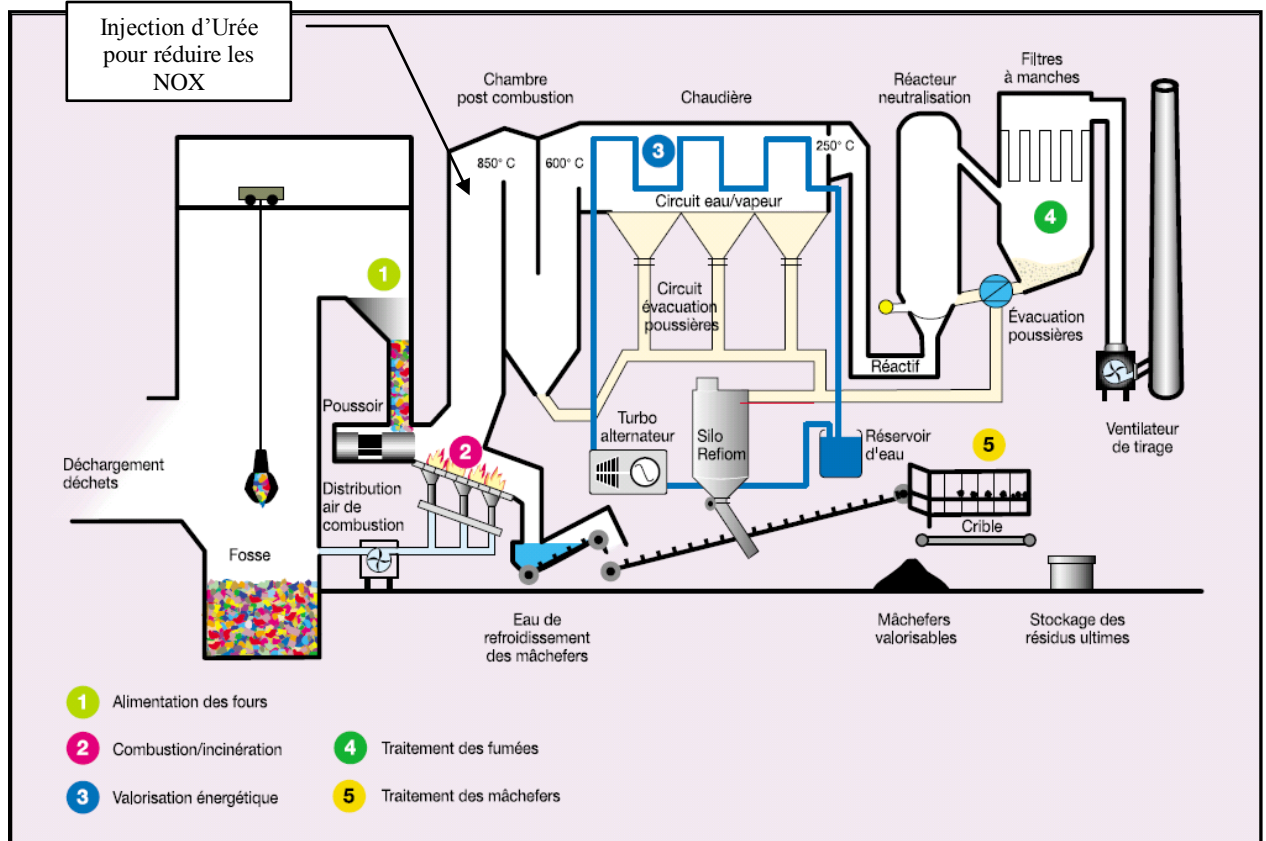 Injection d'Urée
pour réduire les
NOX
Chambre
post combustion
Chaudière
Réacteur
neutralisation
Filtres
à manches
850° C
600° C
3
250° C
Circuit eau/vapeur
4
1
Circuit
évacuation
poussières
Évacuation
poussières
Réactif
Poussoir
2
Turbo
alternateur
Silo
Refiom
Réservoir
d'eau
5
Ventilateur
de tirage
Déchargement
déchets
Distribution
air de
combustion
Crible
Fosse
Eau de
refroidissement
des mâchefers
Mâchefers
valorisables
Stockage des
résidus ultimes
1 Alimentation des fours
2 Combustion/incinération
4 Traitement des fumées
3 Valorisation énergétique
5 Traitement des mâchefers